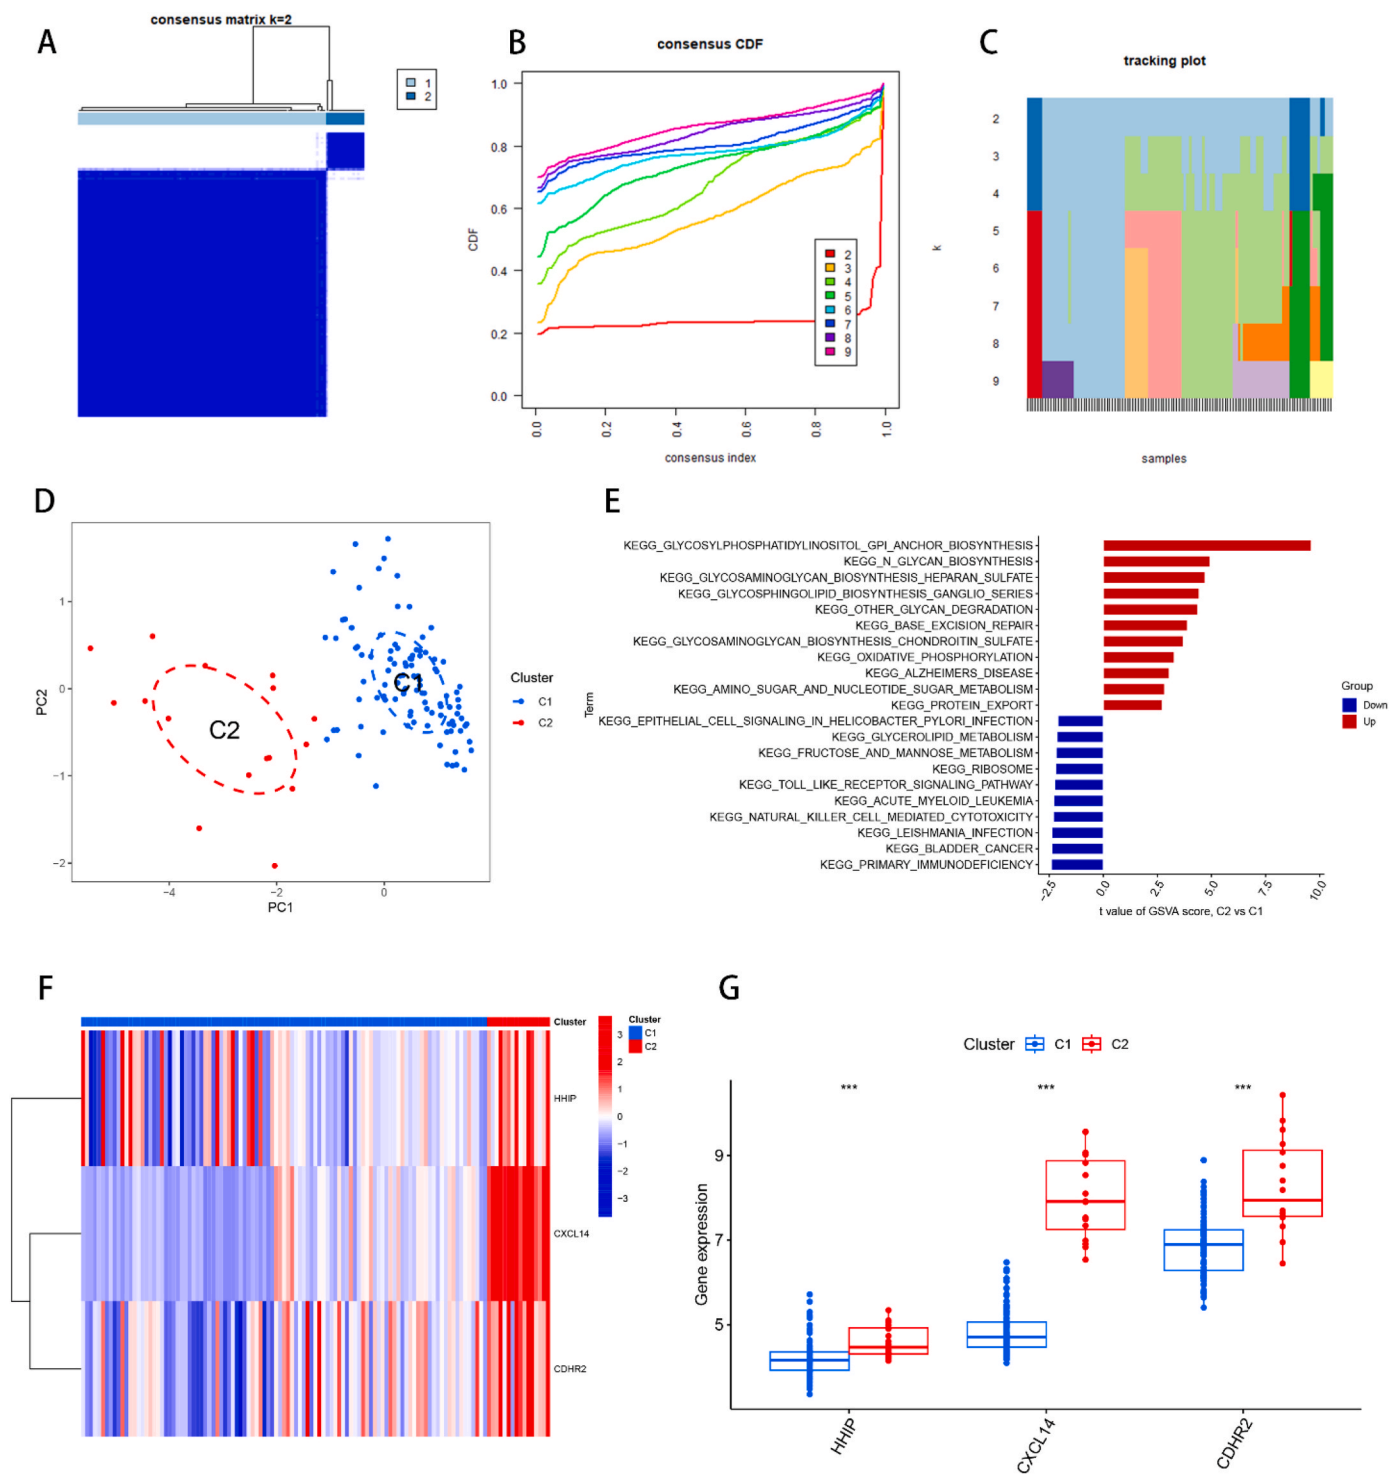 A
consensus matrix k=2
1
2
B
consensus CDF
CDF
1.0
0.8
0.6
0.4
0.2
0.0
2
3
4
5
6
7
8
9
0.0
0.2
0.4
0.6
0.8
1.0
consensus index
C
tracking plot
k
2
3
4
5
6
7
8
9
samples
D
PC2
1
0
−1
−2
C2
C1
−4
−2
0
PC1
Cluster
C1
C2
E
Term
KEGG_GLYCOSYLPHOSPHATIDYLINOSITOL_GPI_ANCHOR_BIOSYNTHESIS
KEGG_N_GLYCAN_BIOSYNTHESIS
KEGG_GLYCOSAMINOGLYCAN_BIOSYNTHESIS_HEPARAN_SULFATE
KEGG_GLYCOSPHINGOLIPID_BIOSYNTHESIS_GANGLIO_SERIES
KEGG_OTHER_GLYCAN_DEGRADATION
KEGG_BASE_EXCISION_REPAIR
KEGG_GLYCOSAMINOGLYCAN_BIOSYNTHESIS_CHONDROITIN_SULFATE
KEGG_OXIDATIVE_PHOSPHORYLATION
KEGG_ALZHEIMERS_DISEASE
KEGG_AMINO_SUGAR_AND_NUCLEOTIDE_SUGAR_METABOLISM
KEGG_PROTEIN_EXPORT
KEGG_EPITHELIAL_CELL_SIGNALING_IN_HELICOBACTER_PYLORI_INFECTION
KEGG_GLYCEROLIPID_METABOLISM
KEGG_FRUCTOSE_AND_MANNOSE_METABOLISM
KEGG_RIBOSOME
KEGG_TOLL_LIKE_RECEPTOR_SIGNALING_PATHWAY
KEGG_ACUTE_MYELOID_LEUKEMIA
KEGG_NATURAL_KILLER_CELL_MEDIATED_CYTOTOXICITY
KEGG_LEISHMANIA_INFECTION
KEGG_BLADDER_CANCER
KEGG_PRIMARY_IMMUNODEFICIENCY
−2.5
0.0
2.5
5.0
7.5
10.0
t value of GSVA score, C2 vs C1
Group
Down
Up
F
Cluster
HHIP
CXCL14
CDHR2
3
2
1
0
−1
−2
−3
Cluster
C1
C2
G
Cluster C1 C2
*** *** ***
Gene expression
9
7
5
HHIP
CXCL14
CDHR2